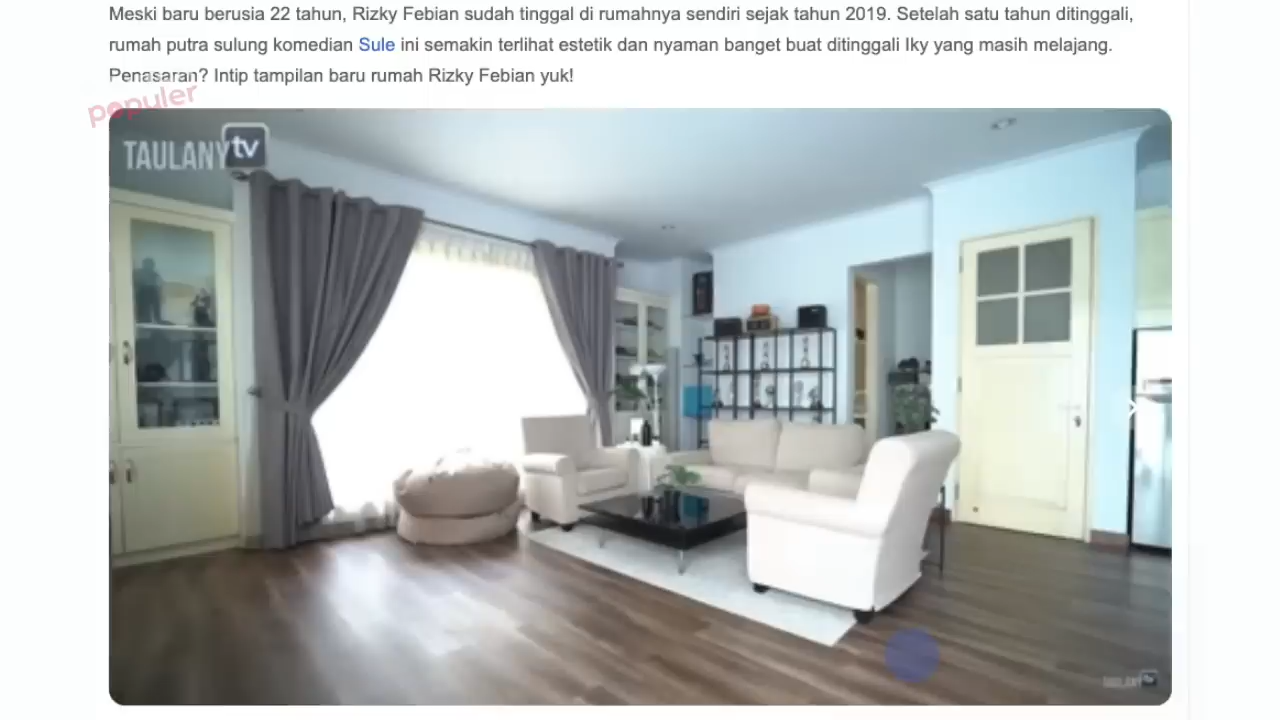 Meski baru berusia 22 tahun, Rizky Febian sudah tinggal di rumahnya sendiri sejak tahun 2019. Setelah satu tahun ditinggali,
rumah putra sulung komedian Sule ini semakin terlihat estetik dan nyaman banget buat ditinggali Iky yang masih melajang.
Penasaran? Intip tampilan baru rumah Rizky Febian yuk!
populer
TAULANY tv
TAULANY tv